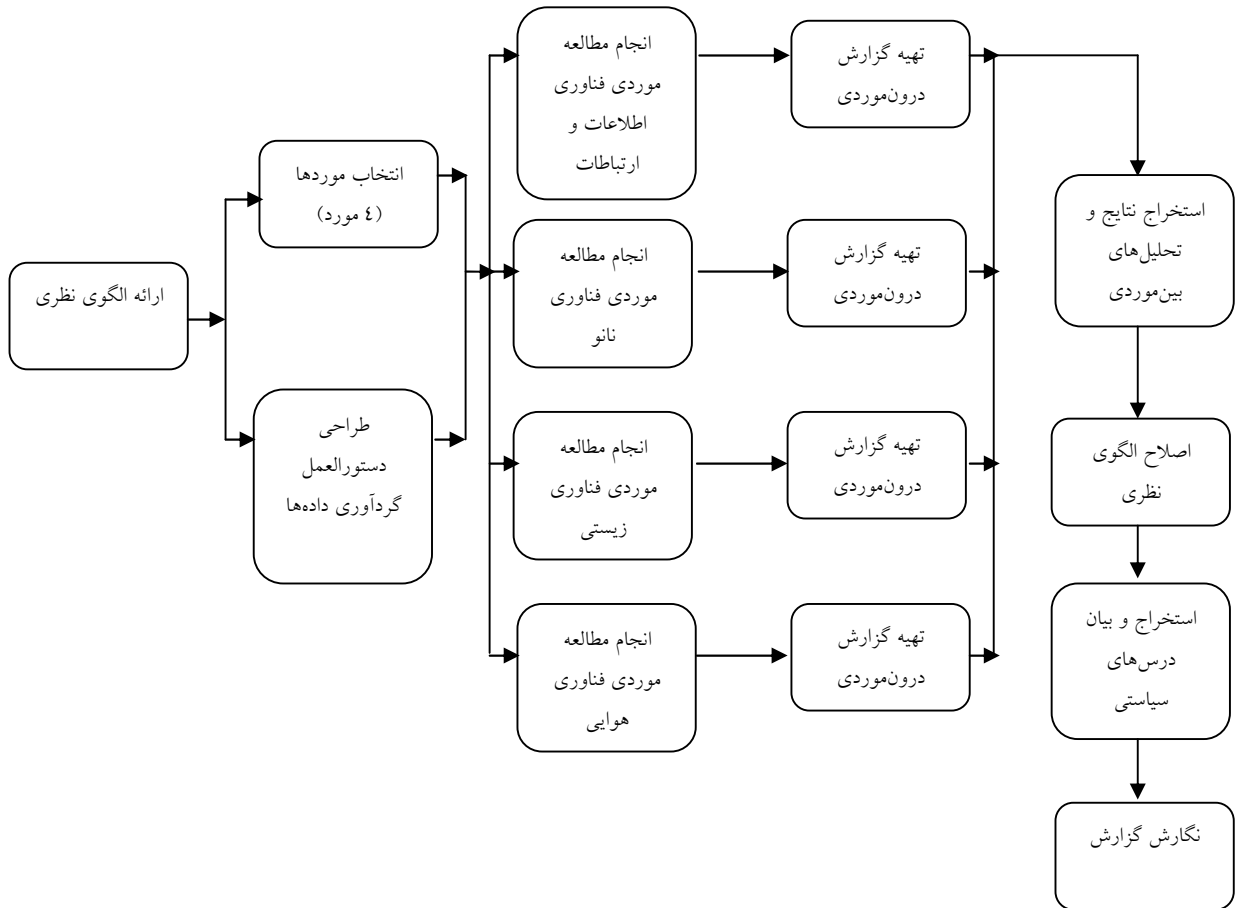 ارائه الگوی نظری
انتخاب موردها
(٤ مورد)
طراحی
دستورالعمل
گردآوری داده‌ها
انجام مطالعه
موردی فناوری
اطلاعات و
ارتباطات
تهیه گزارش
درون‌موردی
انجام مطالعه
موردی فناوری
نانو
تهیه گزارش
درون‌موردی
انجام مطالعه
موردی فناوری
زیستی
تهیه گزارش
درون‌موردی
انجام مطالعه
موردی فناوری
هوایی
تهیه گزارش
درون‌موردی
استخراج نتایج و
تحلیل‌های
بین‌موردی
اصلاح الگوی
نظری
استخراج و بیان
درس‌های
سیاستی
نگارش گزارش